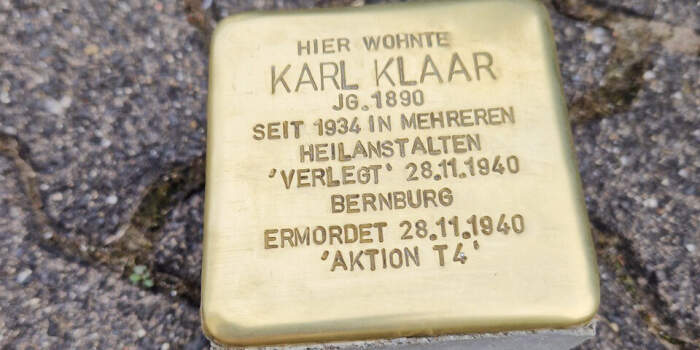 HIER WOHNTE
KARL KLAAR
JG. 1890
SEIT 1934 IN MEHREREN
HEILANSTALTEN
'VERLEGT' 28.11.1940
BERNBURG
ERMORDET 28.11.1940
'AKTION T4'